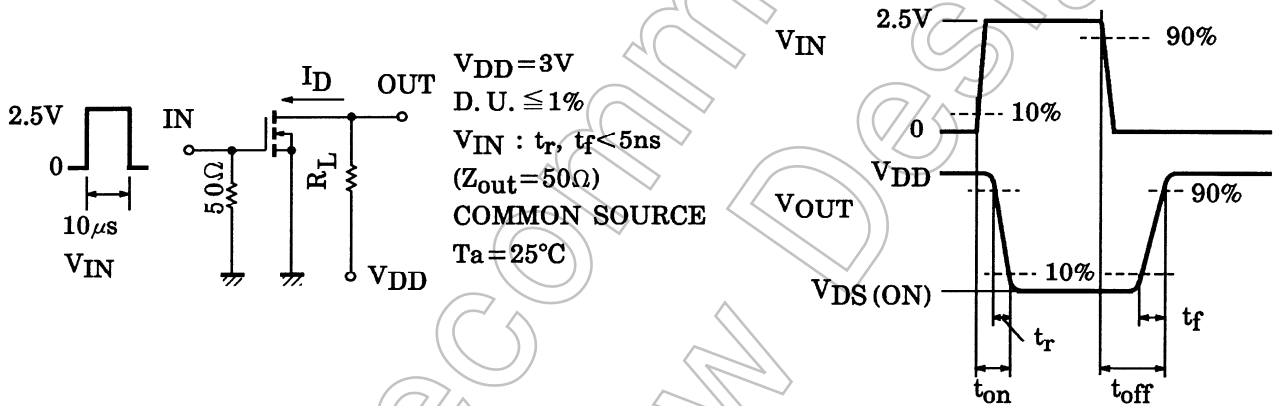 2.5V
0
10μs
VIN
IN
50Ω
ID
OUT
RL
VDD
VDD=3V
D. U.≦1%
VIN : tr, tf<5ns
(Zout=50Ω)
COMMON SOURCE
Ta=25°C
VIN
2.5V
90%
10%
0
VDD
VOUT
90%
10%
VDS (ON)
tr
tf
ton
toff
ecomm
w Desi